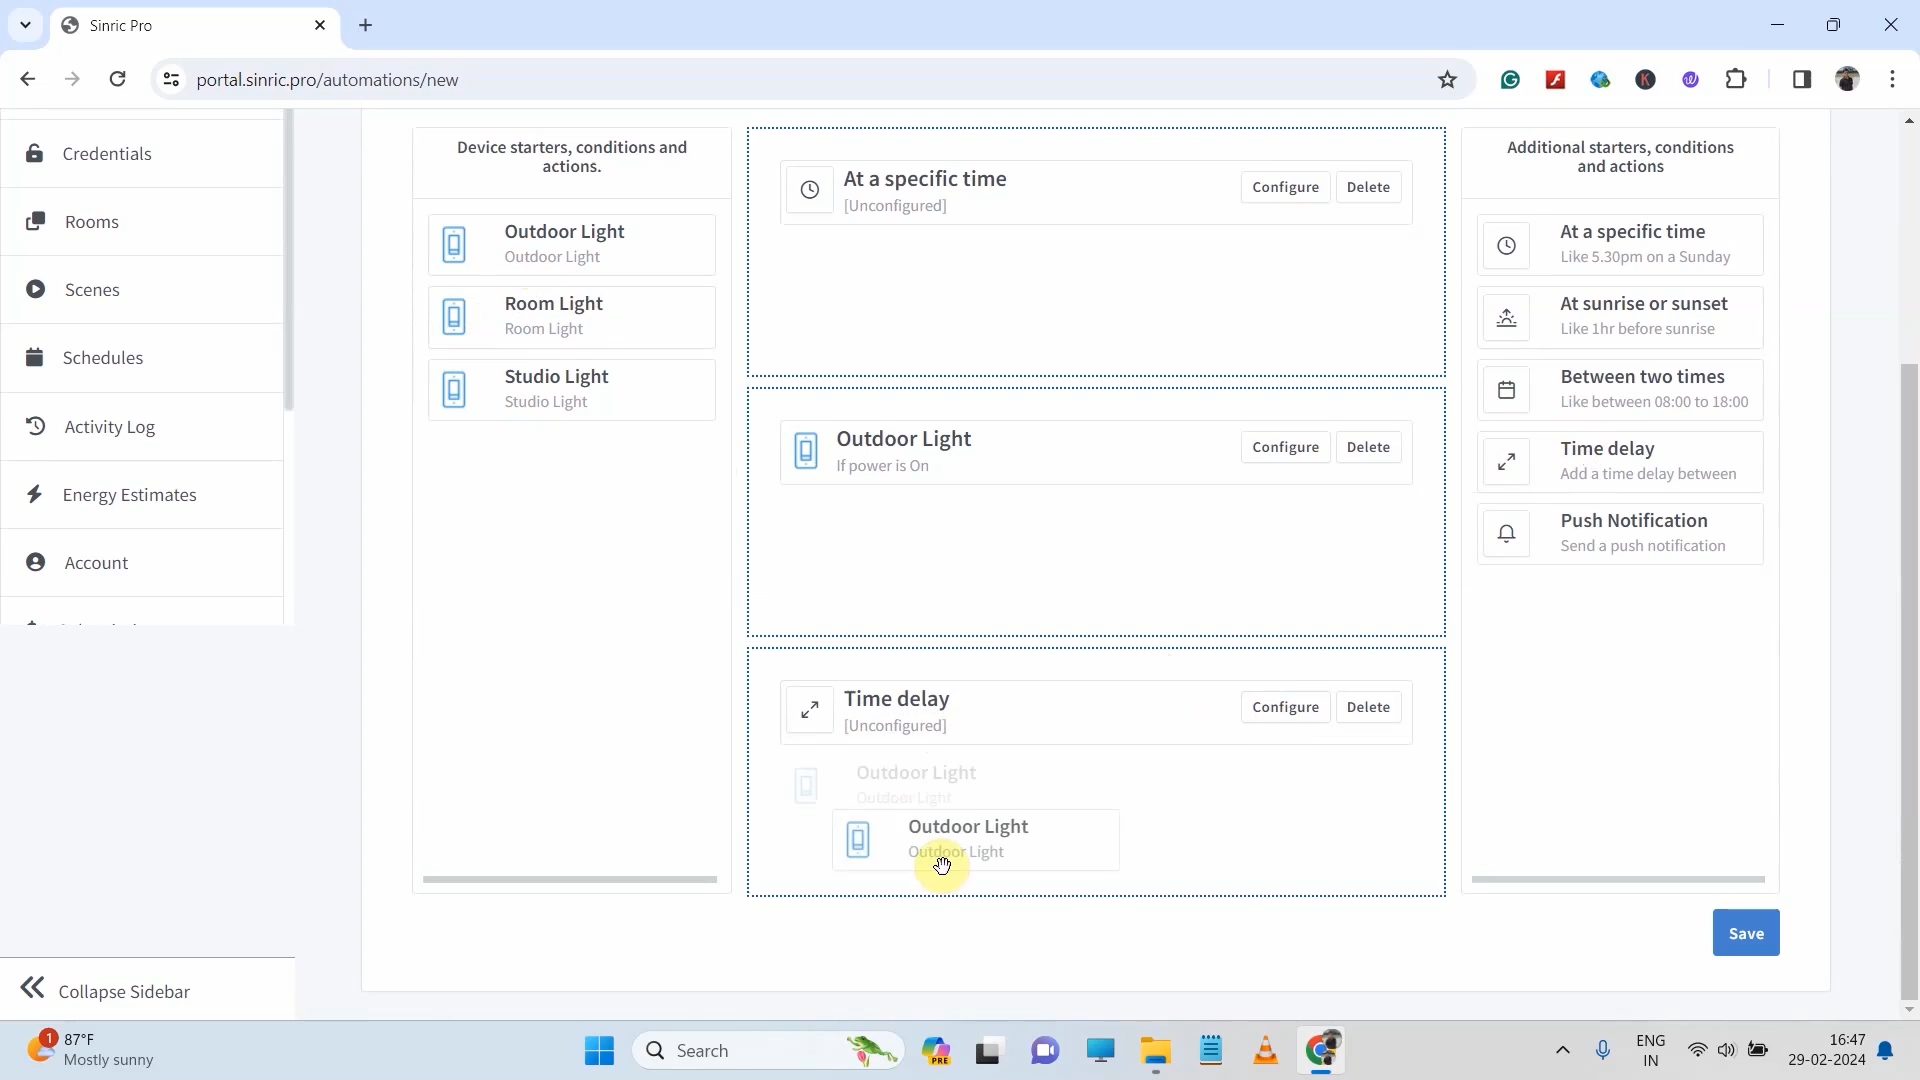 Sinric Pro
portal.sinric.pro/automations/new
Credentials
Rooms
Scenes
Schedules
Activity Log
Energy Estimates
Account
Collapse Sidebar
Device starters, conditions and
actions.
Outdoor Light
Outdoor Light
Room Light
Room Light
Studio Light
Studio Light
At a specific time
[Unconfigured]
Configure
Delete
Outdoor Light
If power is On
Configure
Delete
Time delay
[Unconfigured]
Configure
Delete
Outdoor Light
Outdoor Light
Outdoor Light
Outdoor Light
Additional starters, conditions
and actions
At a specific time
Like 5.30pm on a Sunday
At sunrise or sunset
Like 1hr before sunrise
Between two times
Like between 08:00 to 18:00
Time delay
Add a time delay between
Push Notification
Send a push notification
Save
1
87°F
Mostly sunny
Search
PRE
ENG
IN
16:47
29-02-2024